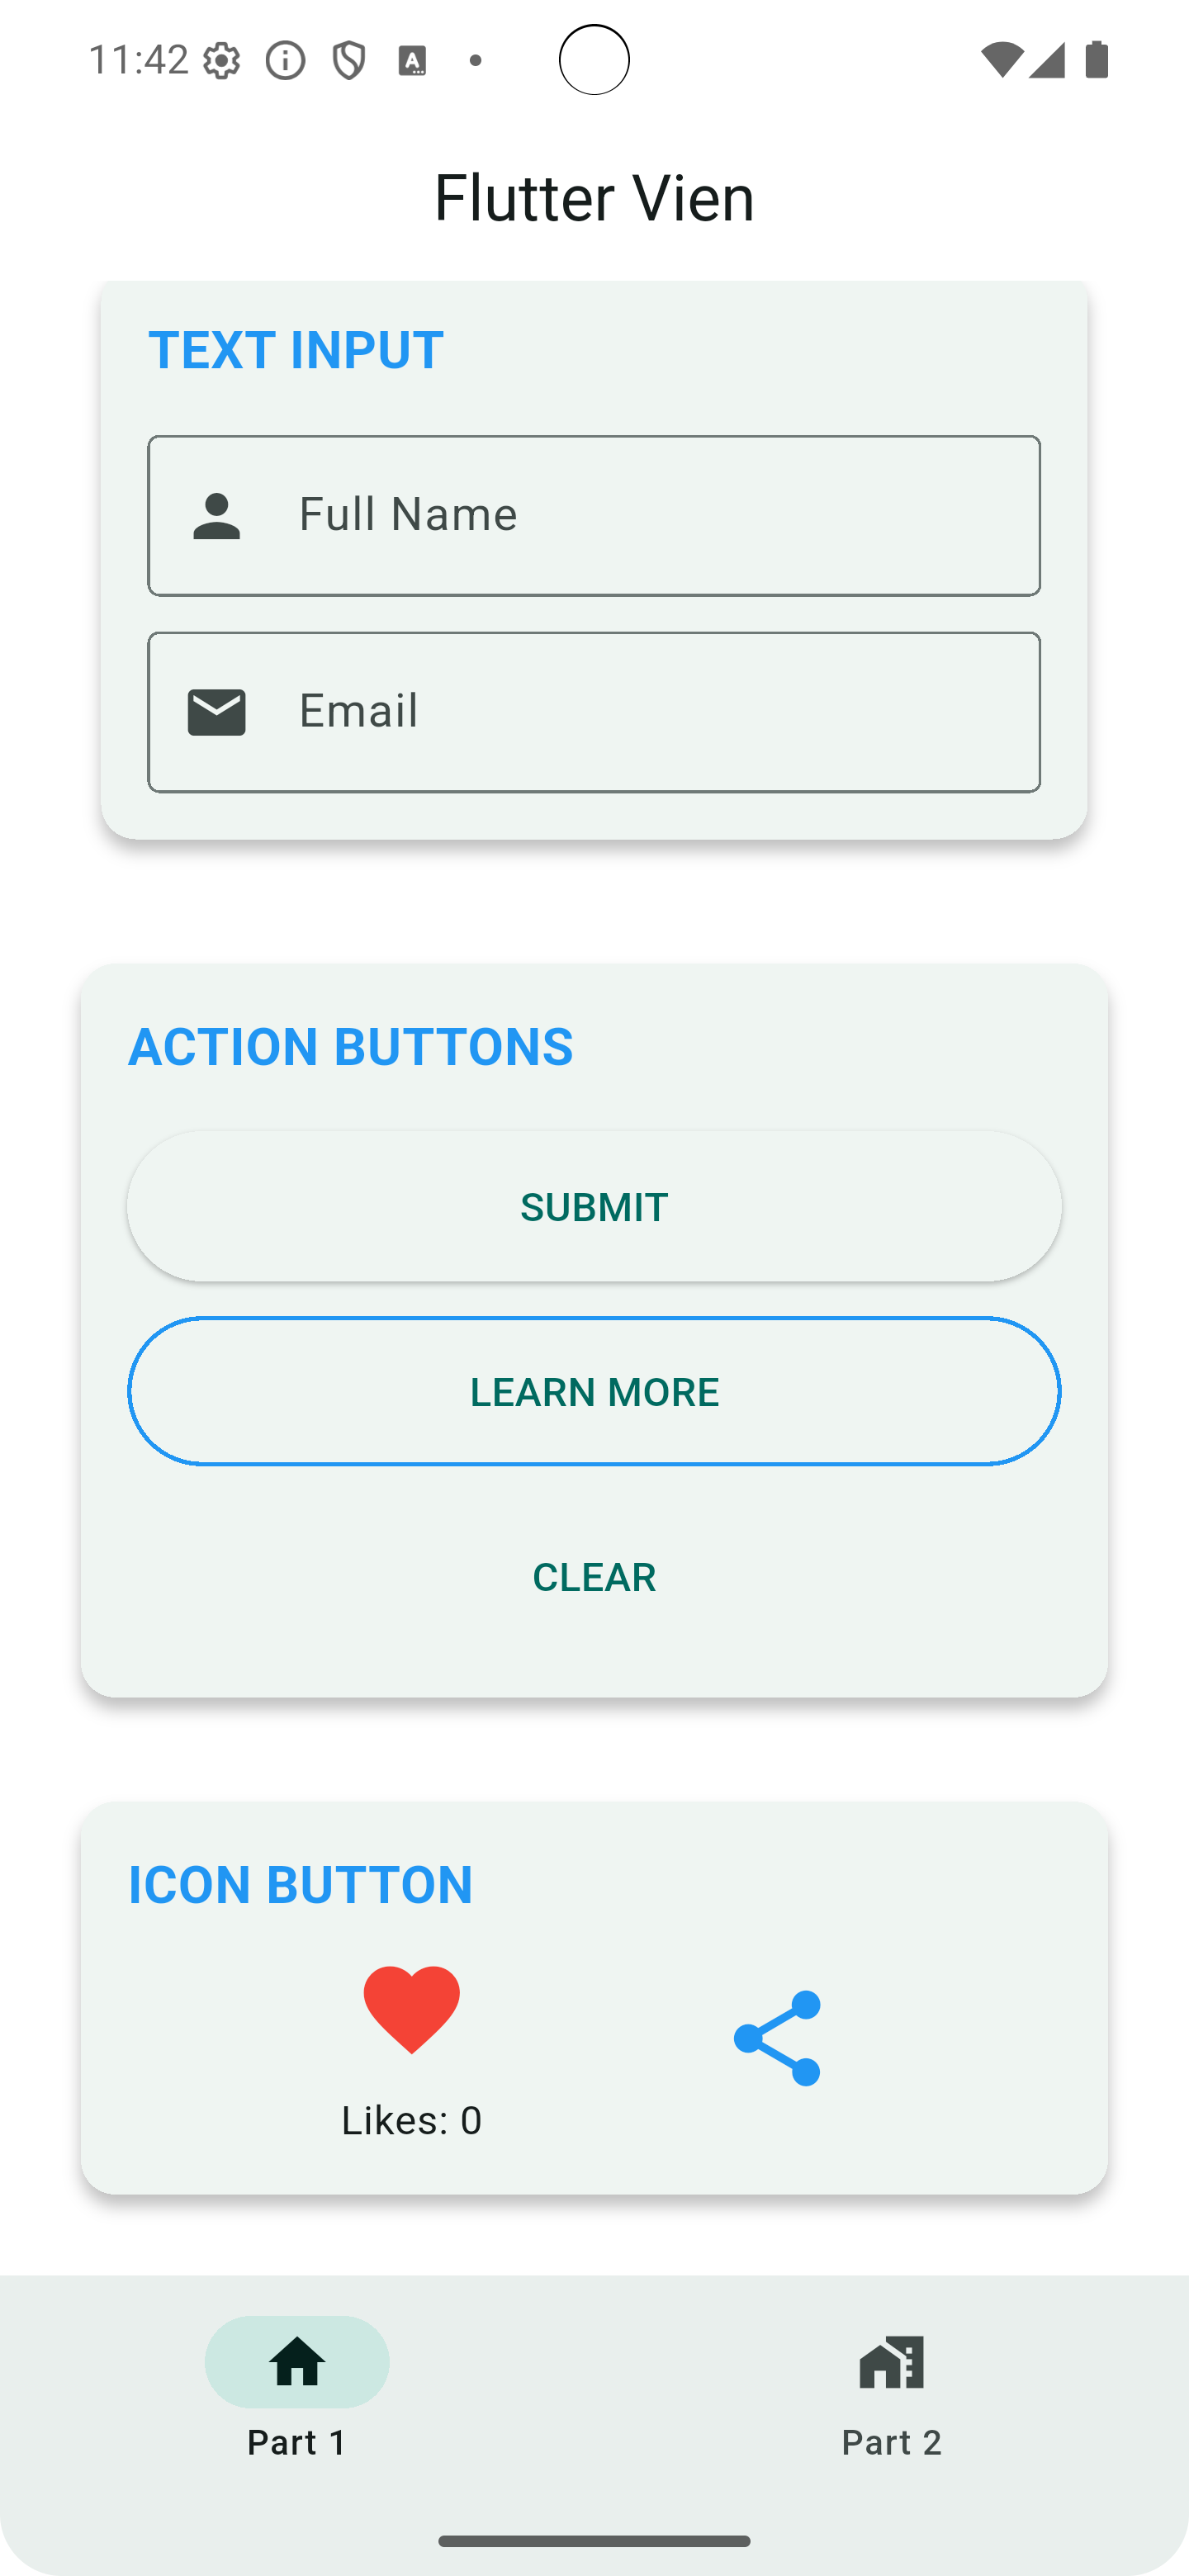 11:42
Flutter Vien
TEXT INPUT
Full Name
Email
ACTION BUTTONS
SUBMIT
LEARN MORE
CLEAR
ICON BUTTON
Likes: 0
Part 1
Part 2